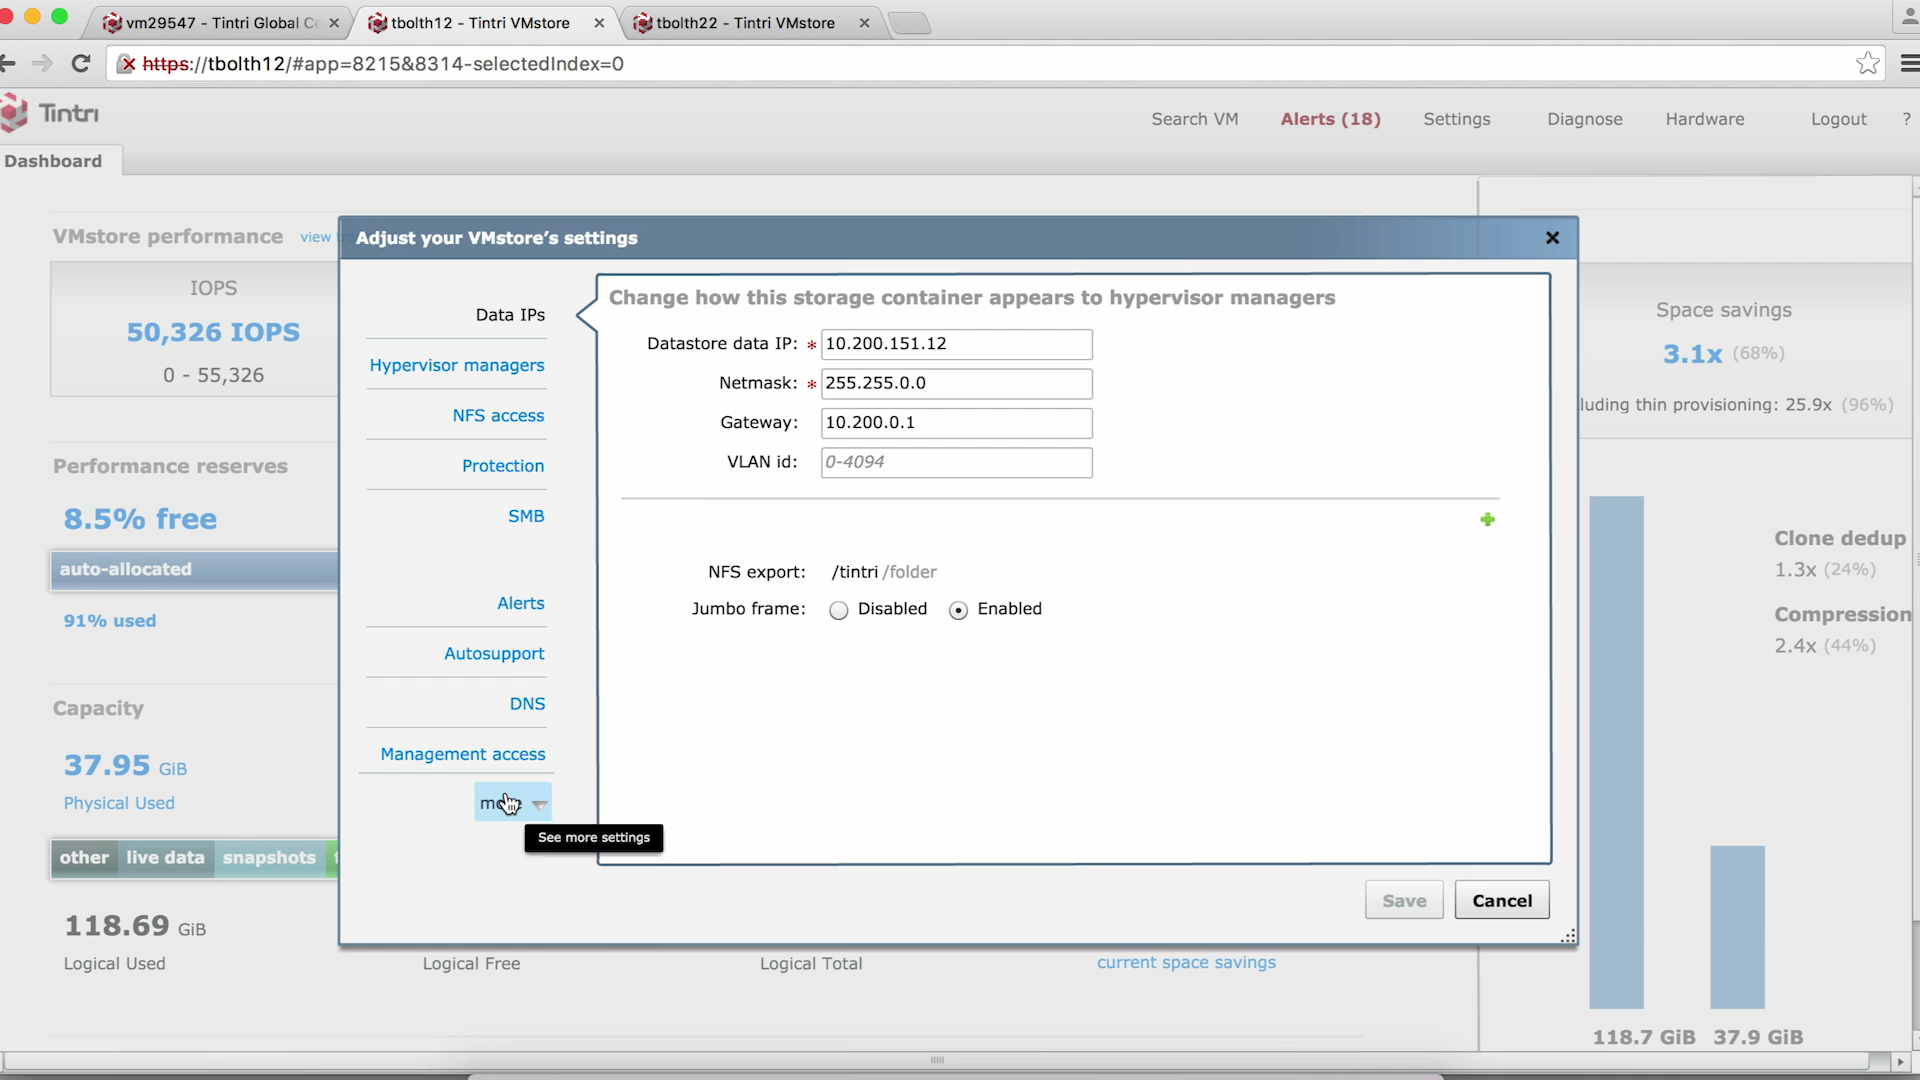 vm29547 - Tintri Global Ce
tbolth12 - Tintri VMstore
tbolth22 - Tintri VMstore
https://tbolth12/#app=8215&8314-selectedIndex=0
Tintri
Search VM
Alerts (18)
Settings
Diagnose
Hardware
Logout
?
Dashboard
VMstore performance
view
IOPS
50,326 IOPS
0 - 55,326
Performance reserves
8.5% free
auto-allocated
91% used
Capacity
37.95 GiB
Physical Used
other
live data
snapshots
118.69 GiB
Logical Used
Logical Free
Logical Total
current space savings
Adjust your VMstore's settings
Data IPs
Hypervisor managers
NFS access
Protection
SMB
Alerts
Autosupport
DNS
Management access
See more settings
Change how this storage container appears to hypervisor managers
Datastore data IP: * 10.200.151.12
Netmask: * 255.255.0.0
Gateway: 10.200.0.1
VLAN id: 0-4094
NFS export: /tintri /folder
Jumbo frame: Disabled Enabled
Save
Cancel
Space savings
3.1x (68%)
luding thin provisioning: 25.9x (96%)
Clone dedup
1.3x (24%)
Compression
2.4x (44%)
118.7 GiB
37.9 GiB